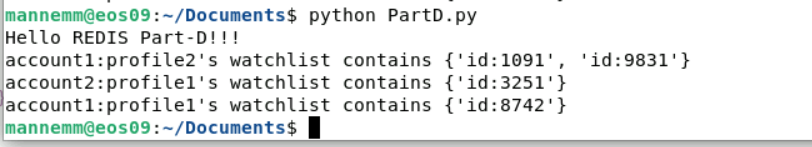 mannemm@eos09:~/Documents$ python PartD.py
Hello REDIS Part-D!!!
account1:profile2's watchlist contains {'id:1091', 'id:9831'}
account2:profile1's watchlist contains {'id:3251'}
account1:profile1's watchlist contains {'id:8742'}
mannemm@eos09:~/Documents$